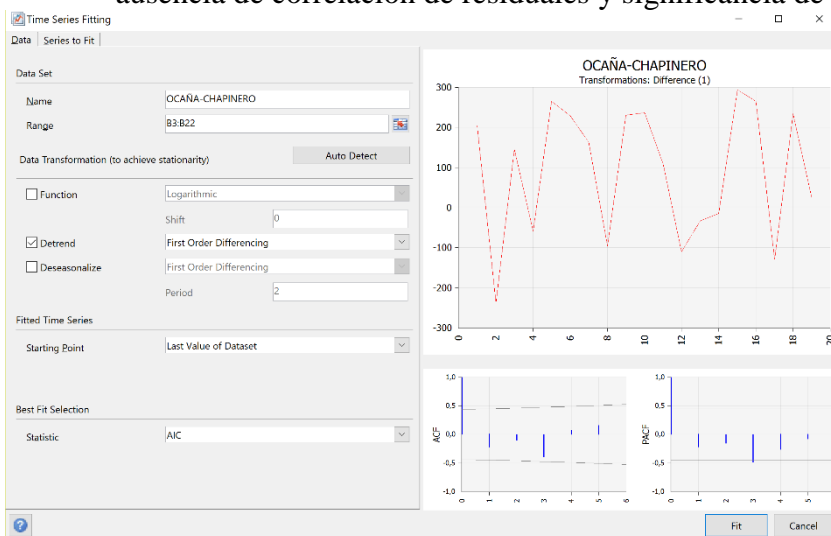 ausencia de correlación de residuales y significancia de
Time Series Fitting
Data Series to Fit
Data Set
Name OCAÑA-CHAPINERO
Range B3:B22
Data Transformation (to achieve stationarity) Auto Detect
Function Logarithmic
Shift 0
Detrend First Order Differencing
Deseasonalize First Order Differencing
Period 2
Fitted Time Series
Starting Point Last Value of Dataset
Best Fit Selection
Statistic AIC
OCAÑA-CHAPINERO
Transformations: Difference (1)
300
200
100
0
-100
-200
-300
0 2 4 6 8 10 12 14 16 18 20
1,0
0,5
0,0
-0,5
-1,0
ACF
0 1 2 3 4 5 6
1,0
0,5
0,0
-0,5
-1,0
PACF
0 1 2 3 4 5
Fit Cancel